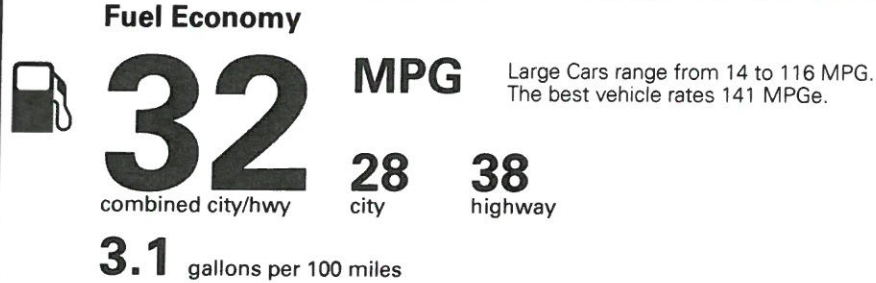 Fuel Economy
32 MPG
Large Cars range from 14 to 116 MPG.
The best vehicle rates 141 MPGe.
combined city/hwy
28
city
38
highway
3.1 gallons per 100 miles